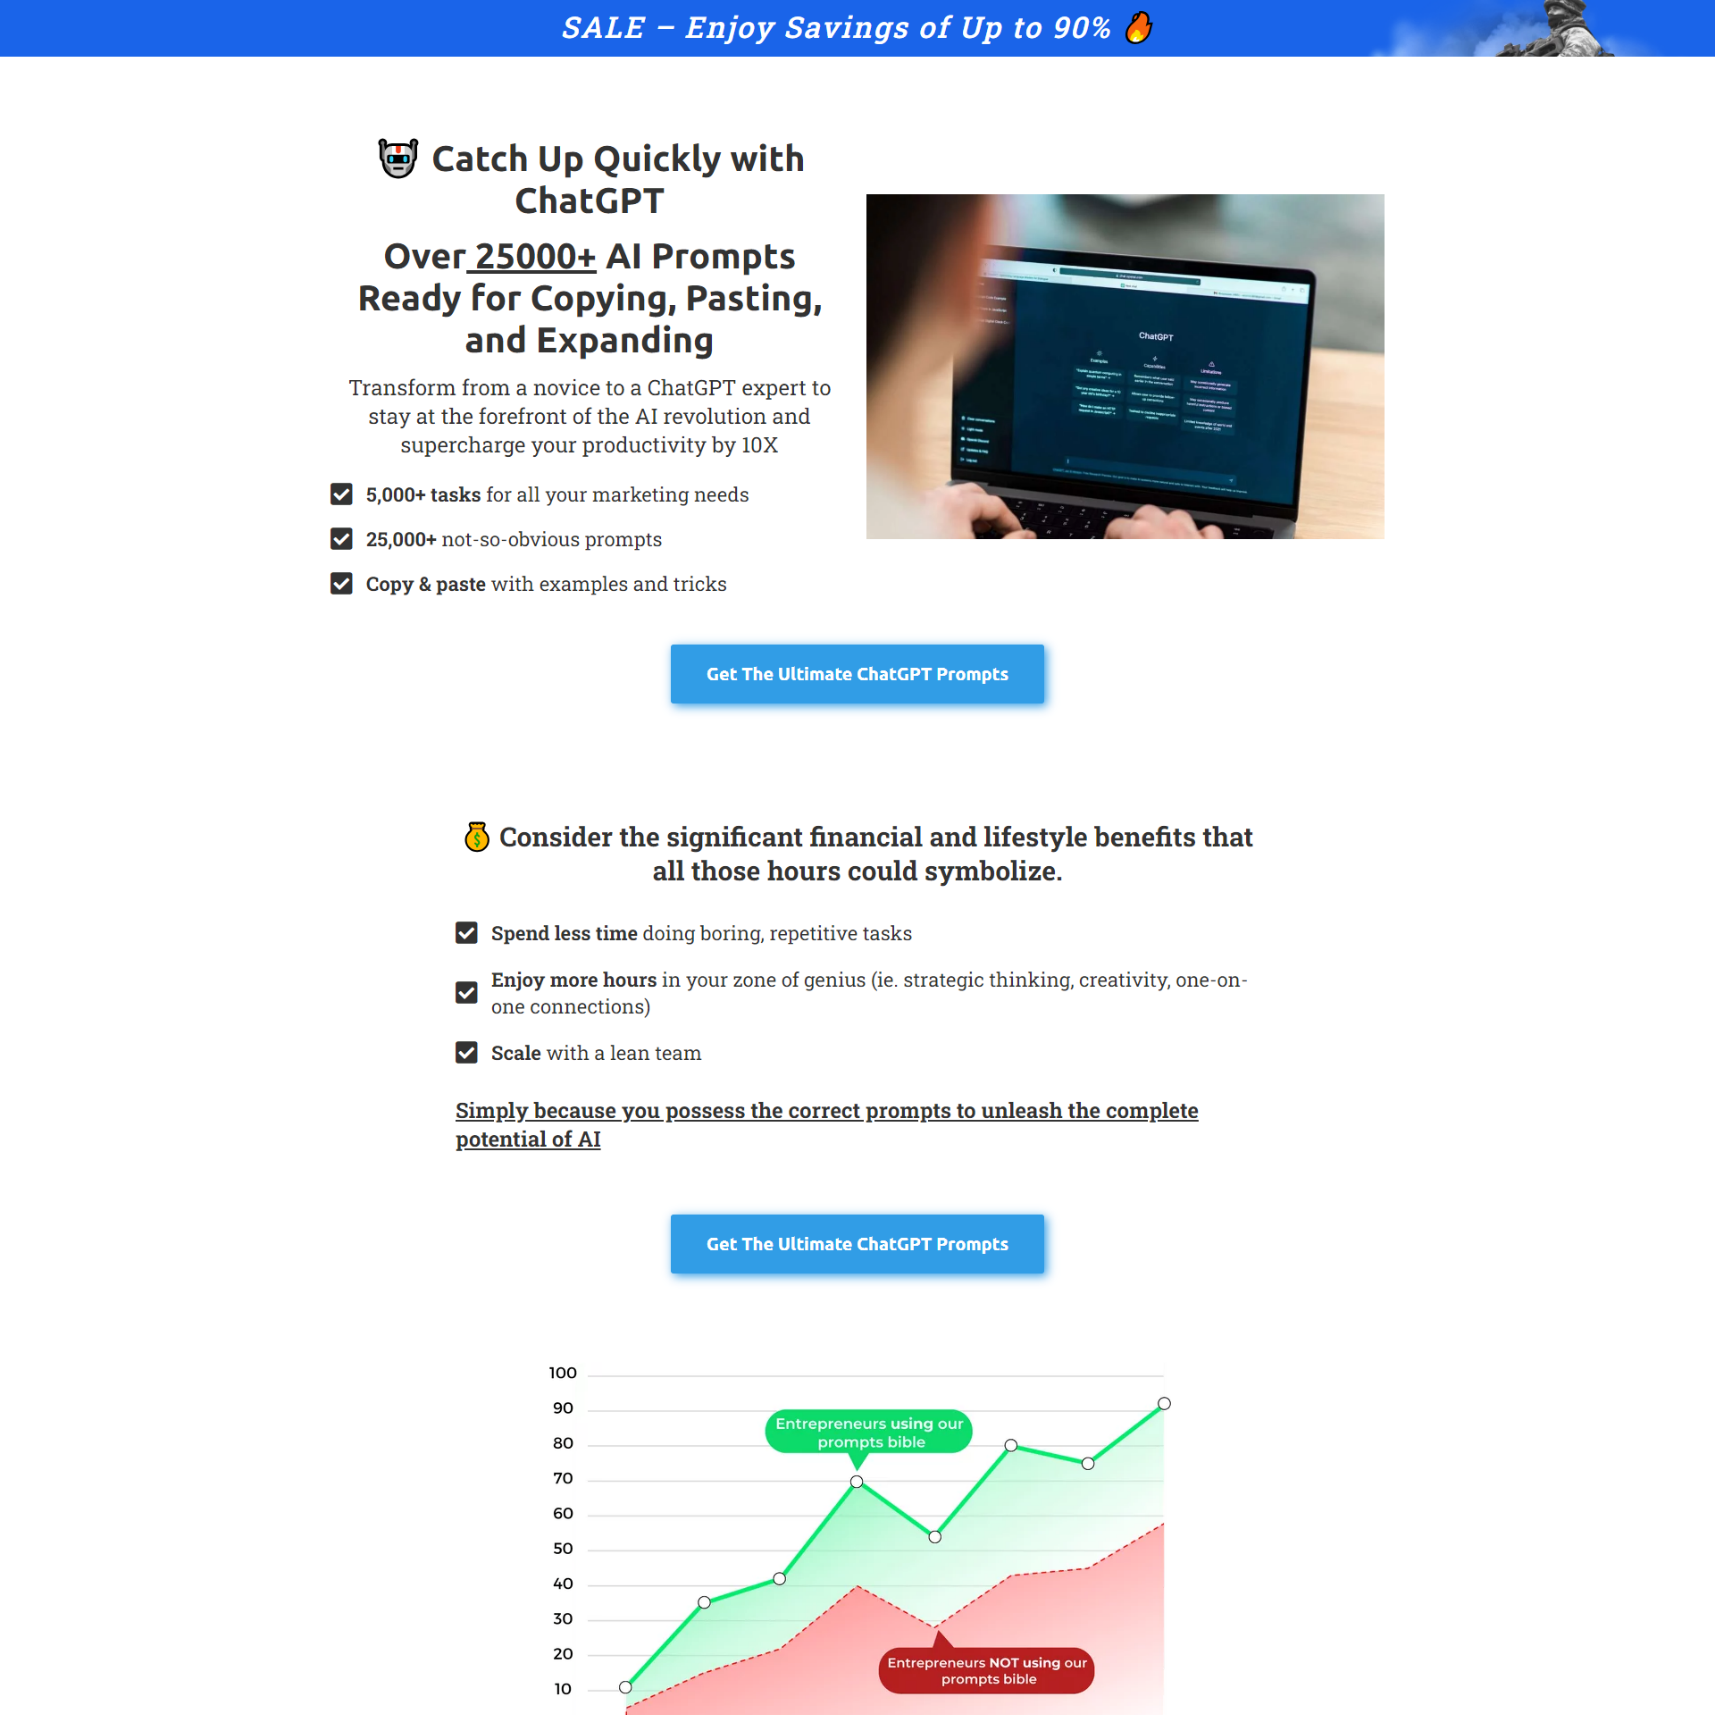 SALE – Enjoy Savings of Up to 90%
Catch Up Quickly with
ChatGPT
Over 25000+ AI Prompts
Ready for Copying, Pasting,
and Expanding
Transform from a novice to a ChatGPT expert to
stay at the forefront of the AI revolution and
supercharge your productivity by 10X
5,000+ tasks for all your marketing needs
25,000+ not-so-obvious prompts
Copy & paste with examples and tricks
ChatGPT
Examples
Capabilities
Limitations
Get The Ultimate ChatGPT Prompts
Consider the significant financial and lifestyle benefits that
all those hours could symbolize.
Spend less time doing boring, repetitive tasks
Enjoy more hours in your zone of genius (ie. strategic thinking, creativity, one-on-
one connections)
Scale with a lean team
Simply because you possess the correct prompts to unleash the complete
potential of AI
Get The Ultimate ChatGPT Prompts
100
90
80
70
60
50
40
30
20
10
Entrepreneurs using our
prompts bible
Entrepreneurs NOT using our
prompts bible